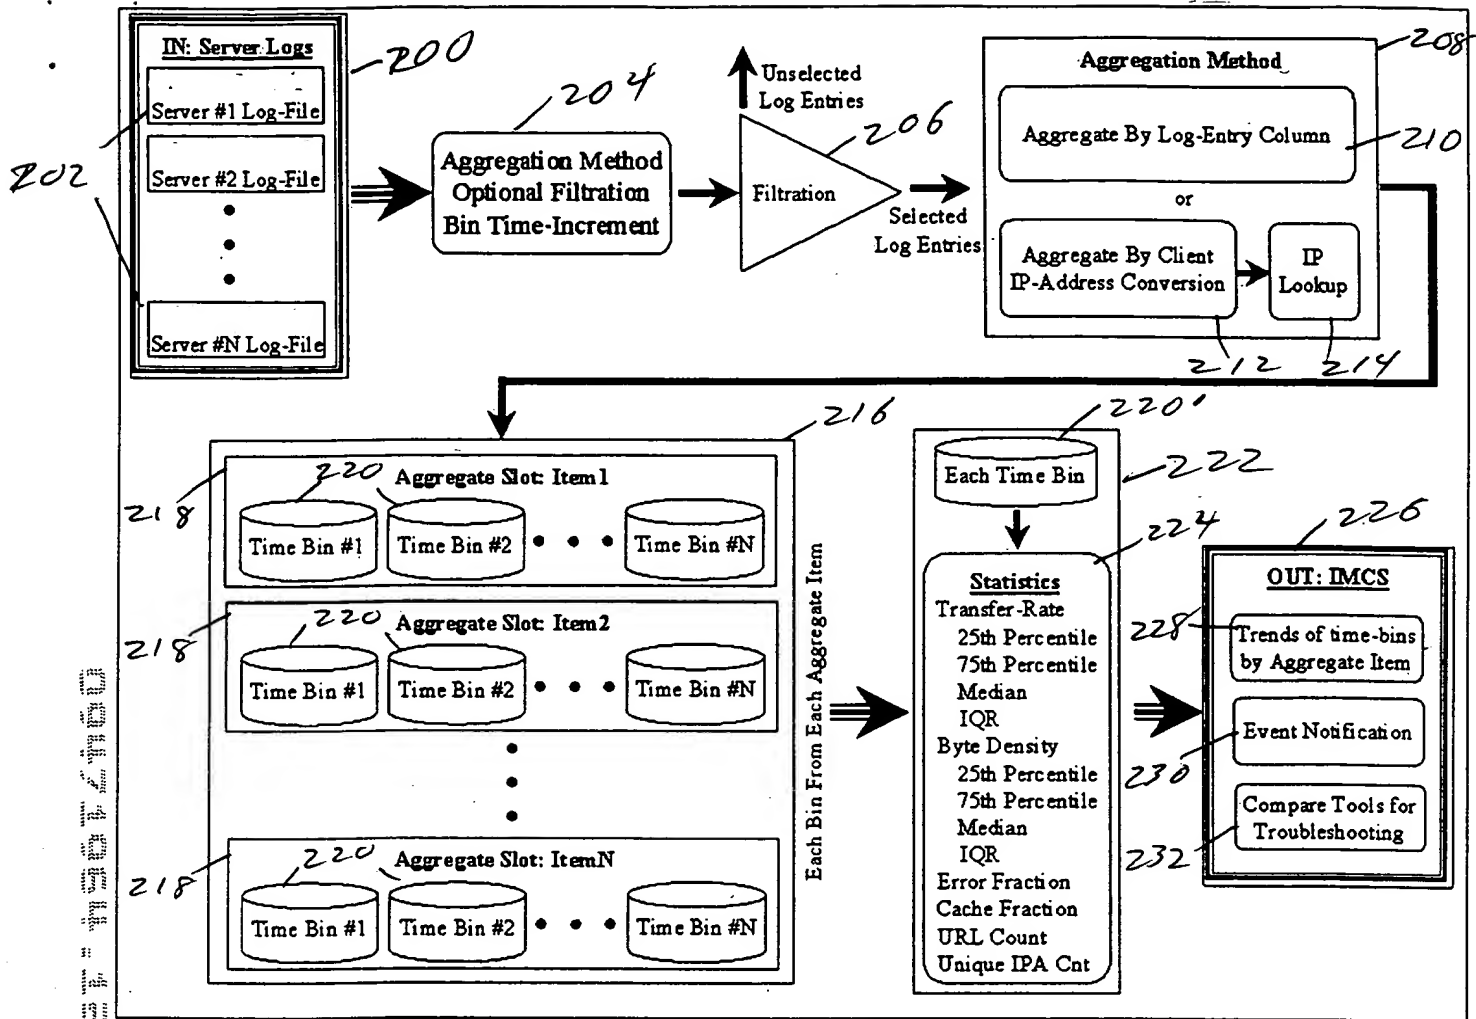 IN: Server Logs
200
Server #1 Log-File
202
Server #2 Log-File
Server #N Log-File
204
Aggregation Method
Optional Filtration
Bin Time-Increment
Unselected
Log Entries
206
Filtration
Selected
Log Entries
208
Aggregation Method
Aggregate By Log-Entry Column
210
or
Aggregate By Client
IP-Address Conversion
IP
Lookup
212
214
216
218
220
Aggregate Slot: Item1
Time Bin #1
Time Bin #2
Time Bin #N
218
220
Aggregate Slot: Item2
Time Bin #1
Time Bin #2
Time Bin #N
218
220
Aggregate Slot: ItemN
Time Bin #1
Time Bin #2
Time Bin #N
Each Bin From Each Aggregate Item
220'
Each Time Bin
222
224
Statistics
Transfer-Rate
25th Percentile
75th Percentile
Median
IQR
Byte Density
25th Percentile
75th Percentile
Median
IQR
Error Fraction
Cache Fraction
URL Count
Unique IPA Cnt
226
OUT: IMCS
228
Trends of time-bins
by Aggregate Item
230
Event Notification
232
Compare Tools for
Troubleshooting